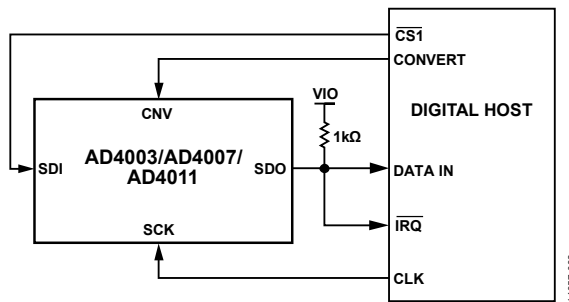 CS1
CONVERT
VIO
CNV
DIGITAL HOST
1kΩ
AD4003/AD4007/
AD4011
SDI
SDO
DATA IN
IRQ
SCK
CLK